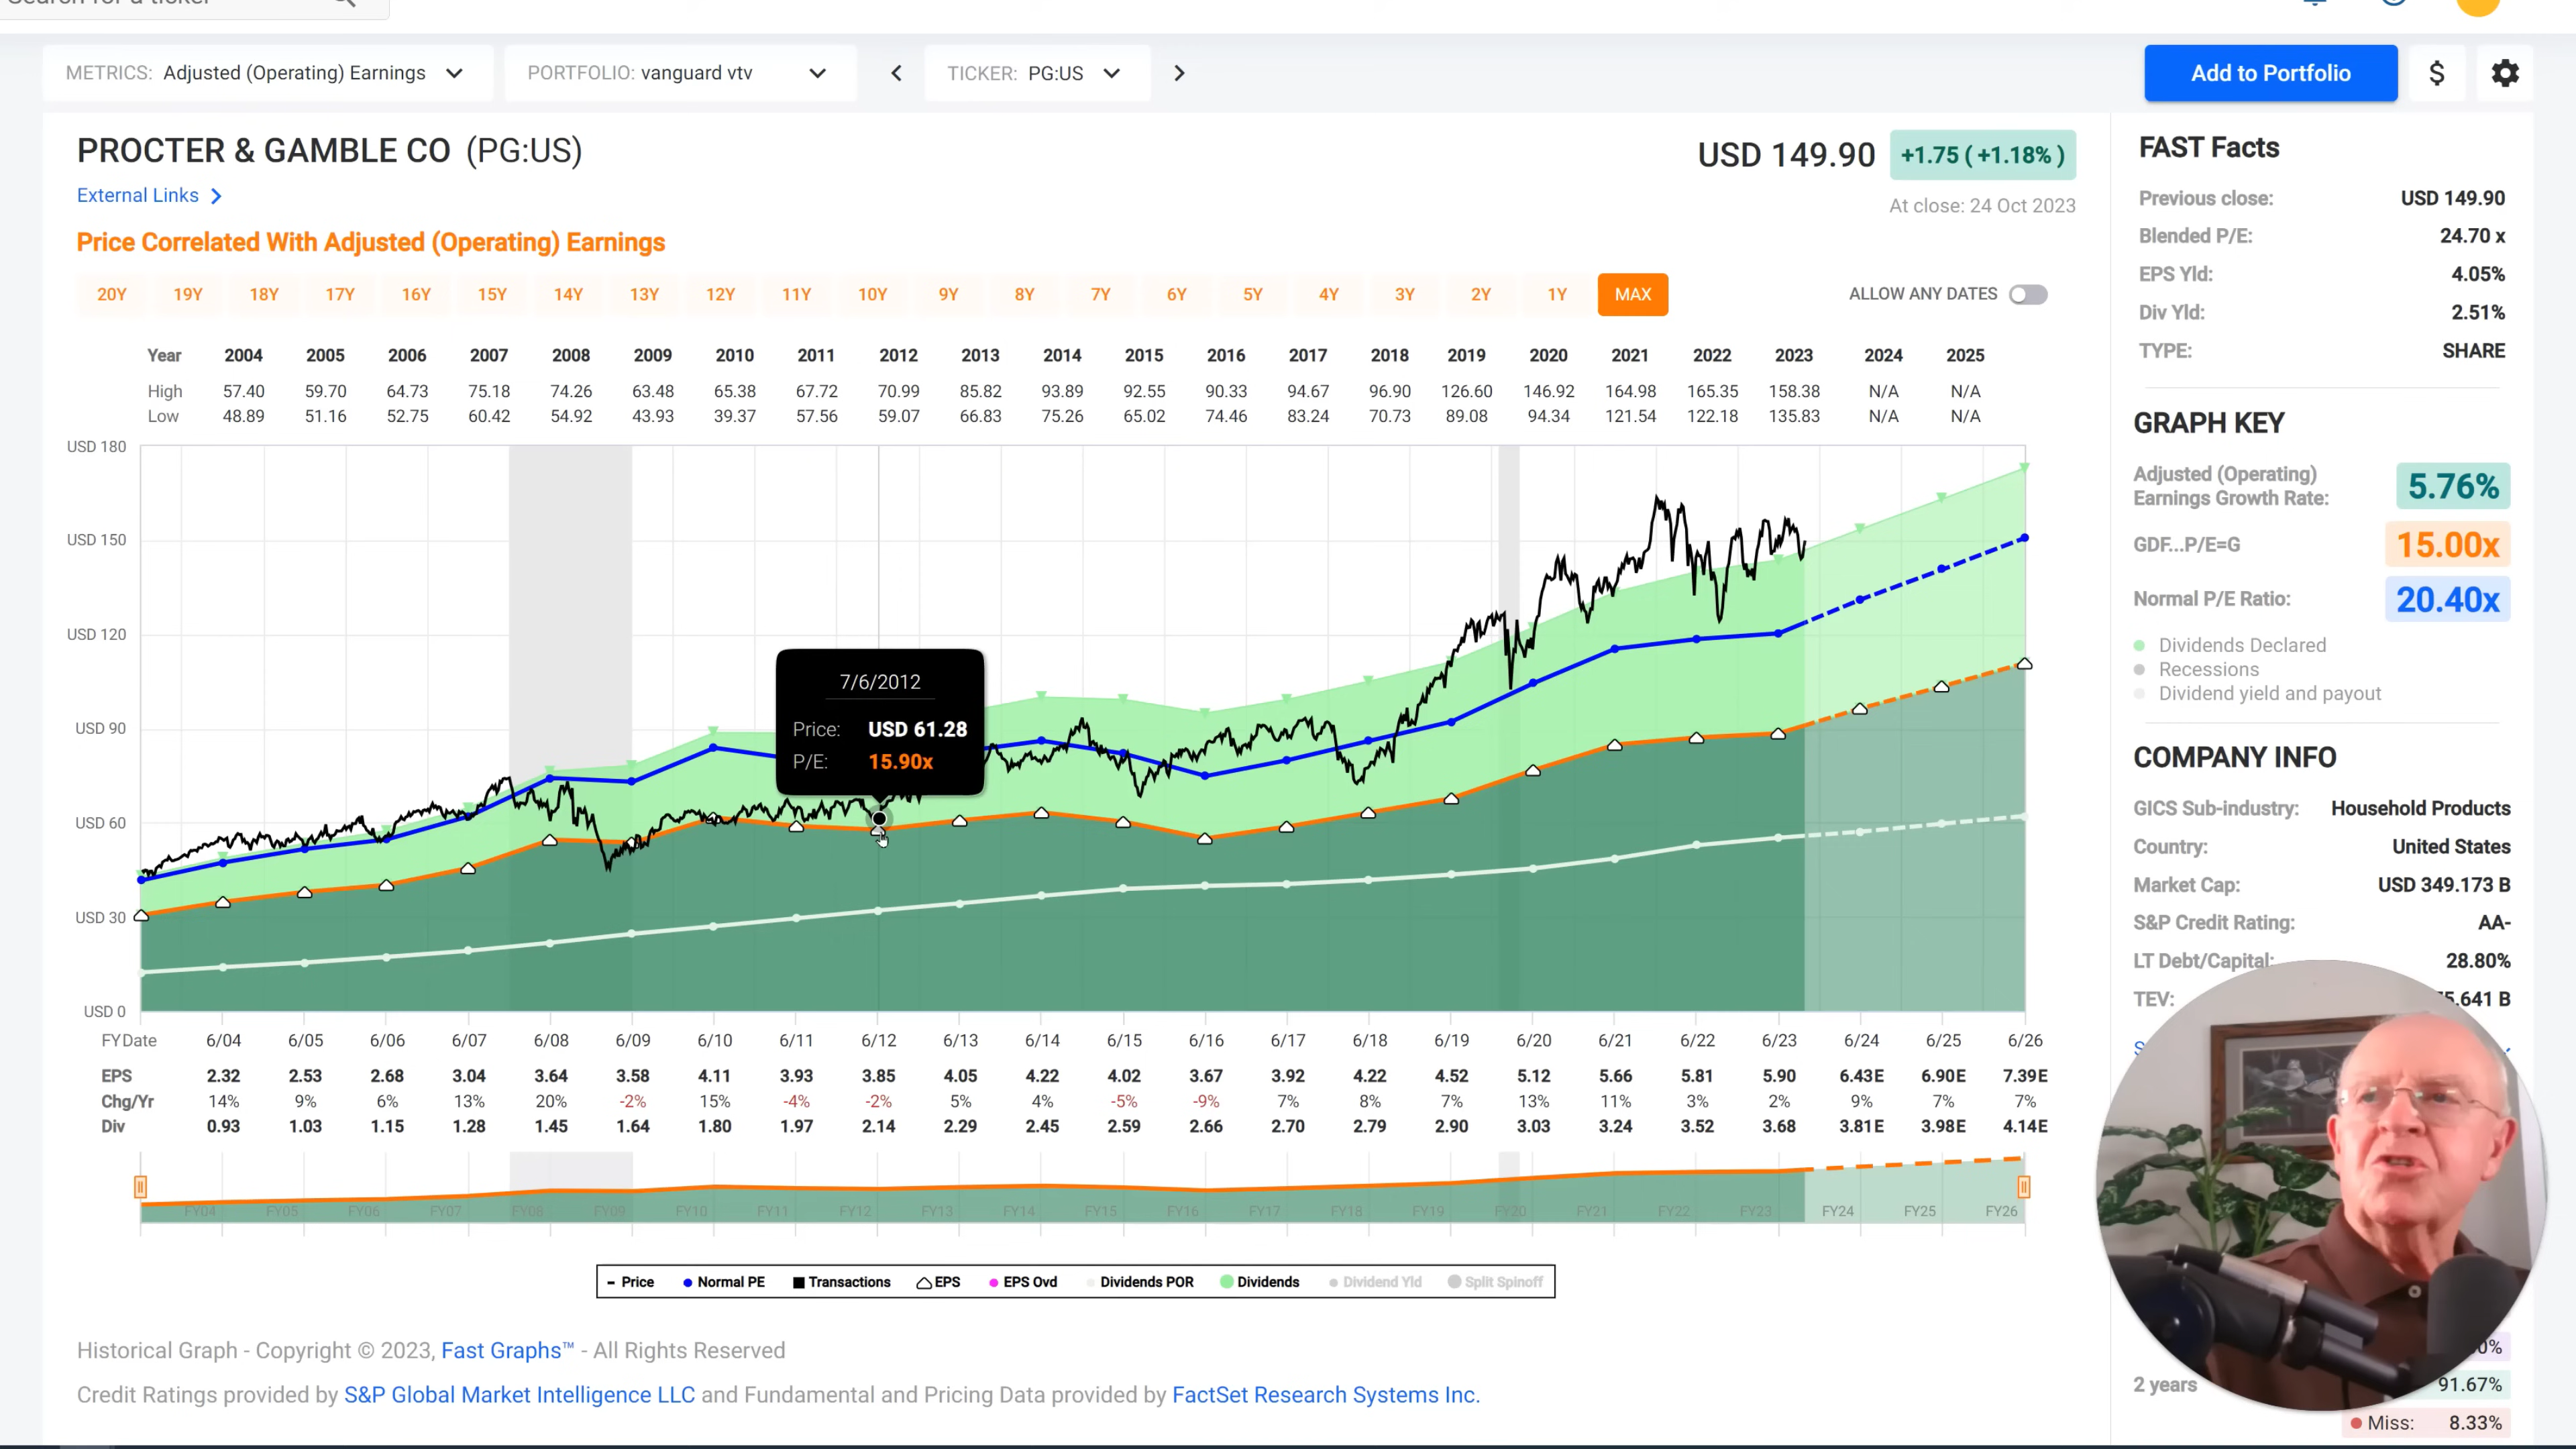 METRICS: Adjusted (Operating) Earnings
PORTFOLIO: vanguard vtv
TICKER: PG:US
Add to Portfolio
$
PROCTER & GAMBLE CO (PG:US)
USD 149.90 +1.75 ( +1.18% )
External Links
At close: 24 Oct 2023
Price Correlated With Adjusted (Operating) Earnings
20Y 19Y 18Y 17Y 16Y 15Y 14Y 13Y 12Y 11Y 10Y 9Y 8Y 7Y 6Y 5Y 4Y 3Y 2Y 1Y MAX
ALLOW ANY DATES
Year 2004 2005 2006 2007 2008 2009 2010 2011 2012 2013 2014 2015 2016 2017 2018 2019 2020 2021 2022 2023 2024 2025
High 57.40 59.70 64.73 75.18 74.26 63.48 65.38 67.72 70.99 85.82 93.89 92.55 90.33 94.67 96.90 126.60 146.92 164.98 165.35 158.38 N/A N/A
Low 48.89 51.16 52.75 60.42 54.92 43.93 39.37 57.56 59.07 66.83 75.26 65.02 74.46 83.24 70.73 89.08 94.34 121.54 122.18 135.83 N/A N/A
USD 180
USD 150
USD 120
USD 90
USD 60
USD 30
USD 0
7/6/2012
Price: USD 61.28
P/E: 15.90x
FYDate 6/04 6/05 6/06 6/07 6/08 6/09 6/10 6/11 6/12 6/13 6/14 6/15 6/16 6/17 6/18 6/19 6/20 6/21 6/22 6/23 6/24 6/25 6/26
EPS 2.32 2.53 2.68 3.04 3.64 3.58 4.11 3.93 3.85 4.05 4.22 4.02 3.67 3.92 4.22 4.52 5.12 5.66 5.81 5.90 6.43E 6.90E 7.39E
Chg/Yr 14% 9% 6% 13% 20% -2% 15% -4% -2% 5% 4% -5% -9% 7% 8% 7% 13% 11% 3% 2% 9% 7% 7%
Div 0.93 1.03 1.15 1.28 1.45 1.64 1.80 1.97 2.14 2.29 2.45 2.59 2.66 2.70 2.79 2.90 3.03 3.24 3.52 3.68 3.81E 3.98E 4.14E
FY04 FY05 FY06 FY07 FY08 FY09 FY10 FY11 FY12 FY13 FY14 FY15 FY16 FY17 FY18 FY19 FY20 FY21 FY22 FY23 FY24 FY25 FY26
Price Normal PE Transactions EPS EPS Ovd Dividends POR Dividends Dividend Yld Split Spinoff
Historical Graph - Copyright © 2023, Fast Graphs™ - All Rights Reserved
Credit Ratings provided by S&P Global Market Intelligence LLC and Fundamental and Pricing Data provided by FactSet Research Systems Inc.
FAST Facts
Previous close: USD 149.90
Blended P/E: 24.70 x
EPS Yld: 4.05%
Div Yld: 2.51%
TYPE: SHARE
GRAPH KEY
Adjusted (Operating)
Earnings Growth Rate: 5.76%
GDF...P/E=G 15.00x
Normal P/E Ratio: 20.40x
Dividends Declared
Recessions
Dividend yield and payout
COMPANY INFO
GICS Sub-industry: Household Products
Country: United States
Market Cap: USD 349.173 B
S&P Credit Rating: AA-
LT Debt/Capital: 28.80%
TEV: 5.641 B
0%
2 years 91.67%
Miss: 8.33%